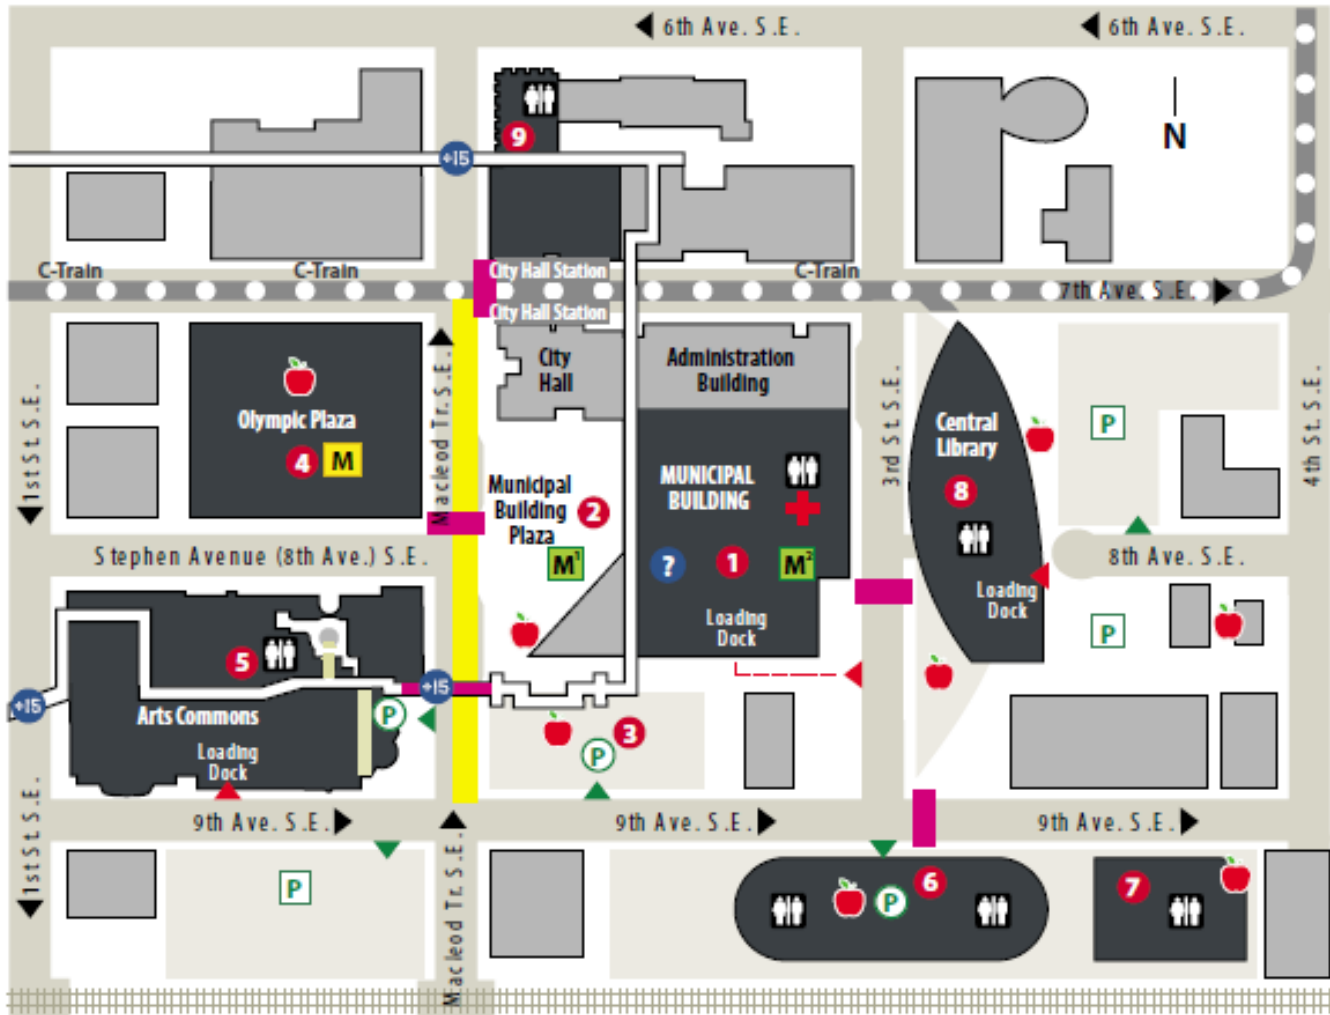 6th Ave. S.E.
6th Ave. S.E.
N
9
+15
C-Train
C-Train
City Hall Station
C-Train
City Hall Station
7th Ave. S.E.
1st St. S.E.
Olympic Plaza
4 M
Macleod Tr. S.E.
City
Hall
Administration
Building
3rd St. S.E.
Central
Library
8
P
4th St. S.E.
Municipal
Building
Plaza
2
M1
MUNICIPAL
BUILDING
? 1 M2
Loading
Dock
Stephen Avenue (8th Ave.) S.E.
8th Ave. S.E.
Loading
Dock
P
5
+15
+15
Arts Commons
P
Loading
Dock
3
P
1st St. S.E.
9th Ave. S.E.
9th Ave. S.E.
9th Ave. S.E.
P
Macleod Tr. S.E.
P 6
7